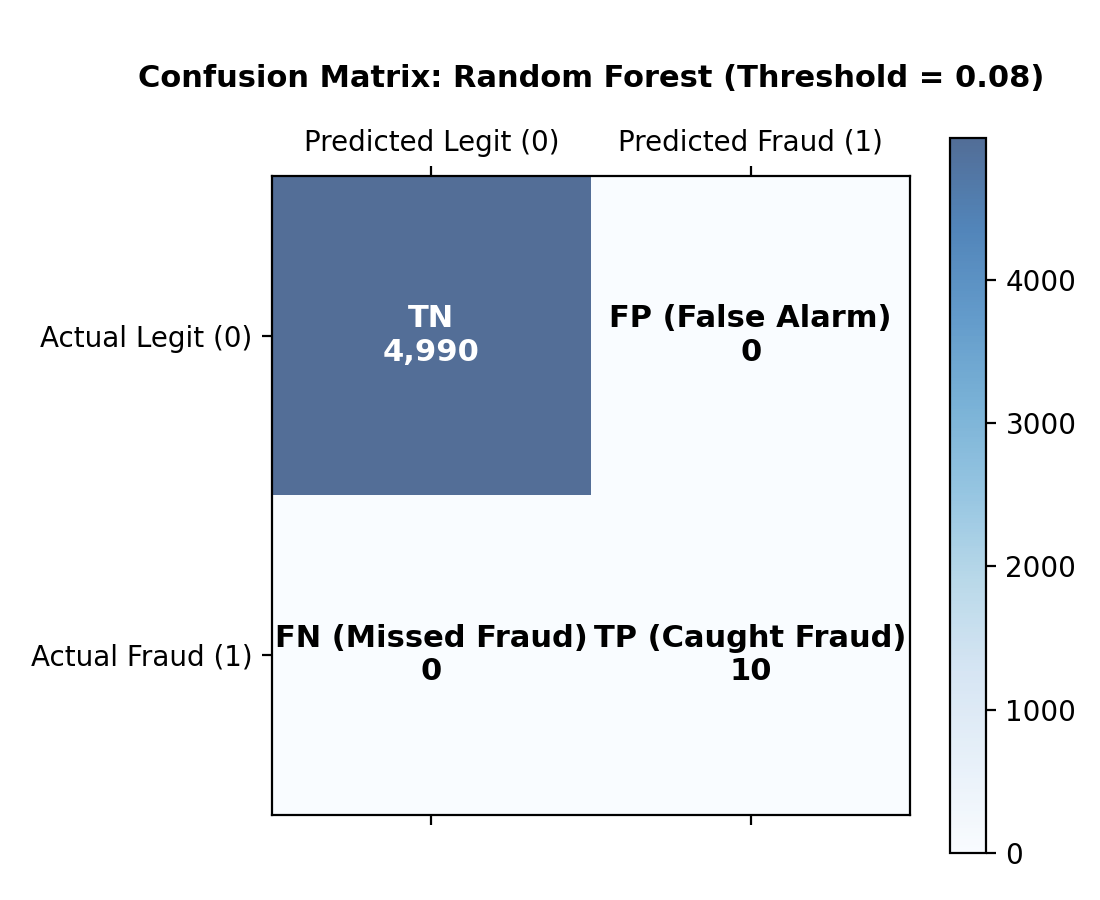 Confusion Matrix: Random Forest (Threshold = 0.08)
Predicted Legit (0)
Predicted Fraud (1)
Actual Legit (0)
TN
4,990
FP (False Alarm)
0
Actual Fraud (1)
FN (Missed Fraud)
0
TP (Caught Fraud)
10
4000
3000
2000
1000
0